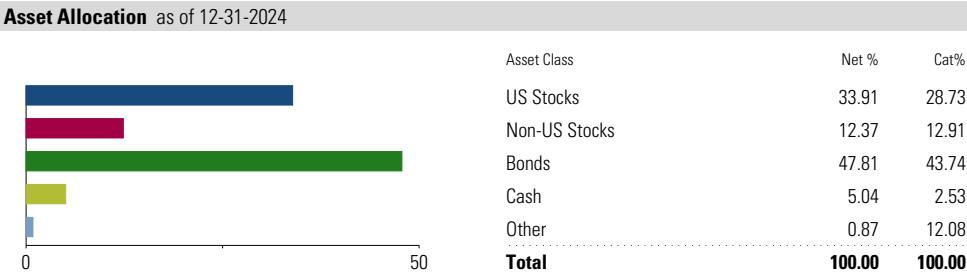 Asset Allocation as of 12-31-2024
Asset Class Net % Cat%
US Stocks 33.91 28.73
Non-US Stocks 12.37 12.91
Bonds 47.81 43.74
Cash 5.04 2.53
Other 0.87 12.08
0 50 Total 100.00 100.00